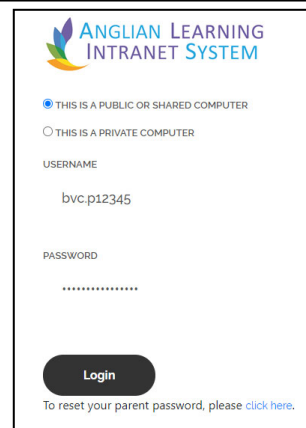 ANGLIAN LEARNING
INTRANET SYSTEM
THIS IS A PUBLIC OR SHARED COMPUTER
THIS IS A PRIVATE COMPUTER
USERNAME
bvc.p12345
PASSWORD
••••••••••••••••
Login
To reset your parent password, please click here.